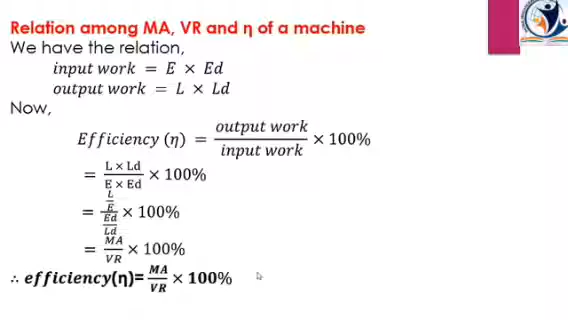 Relation among MA, VR and η of a machine
We have the relation,
input work = E × Ed
output work = L × Ld
Now,
Efficiency (η) = output work / input work × 100%
= L × Ld / E × Ed × 100%
= L/E / Ed/Ld × 100%
= MA/VR × 100%
∴ efficiency(η)= MA/VR × 100%